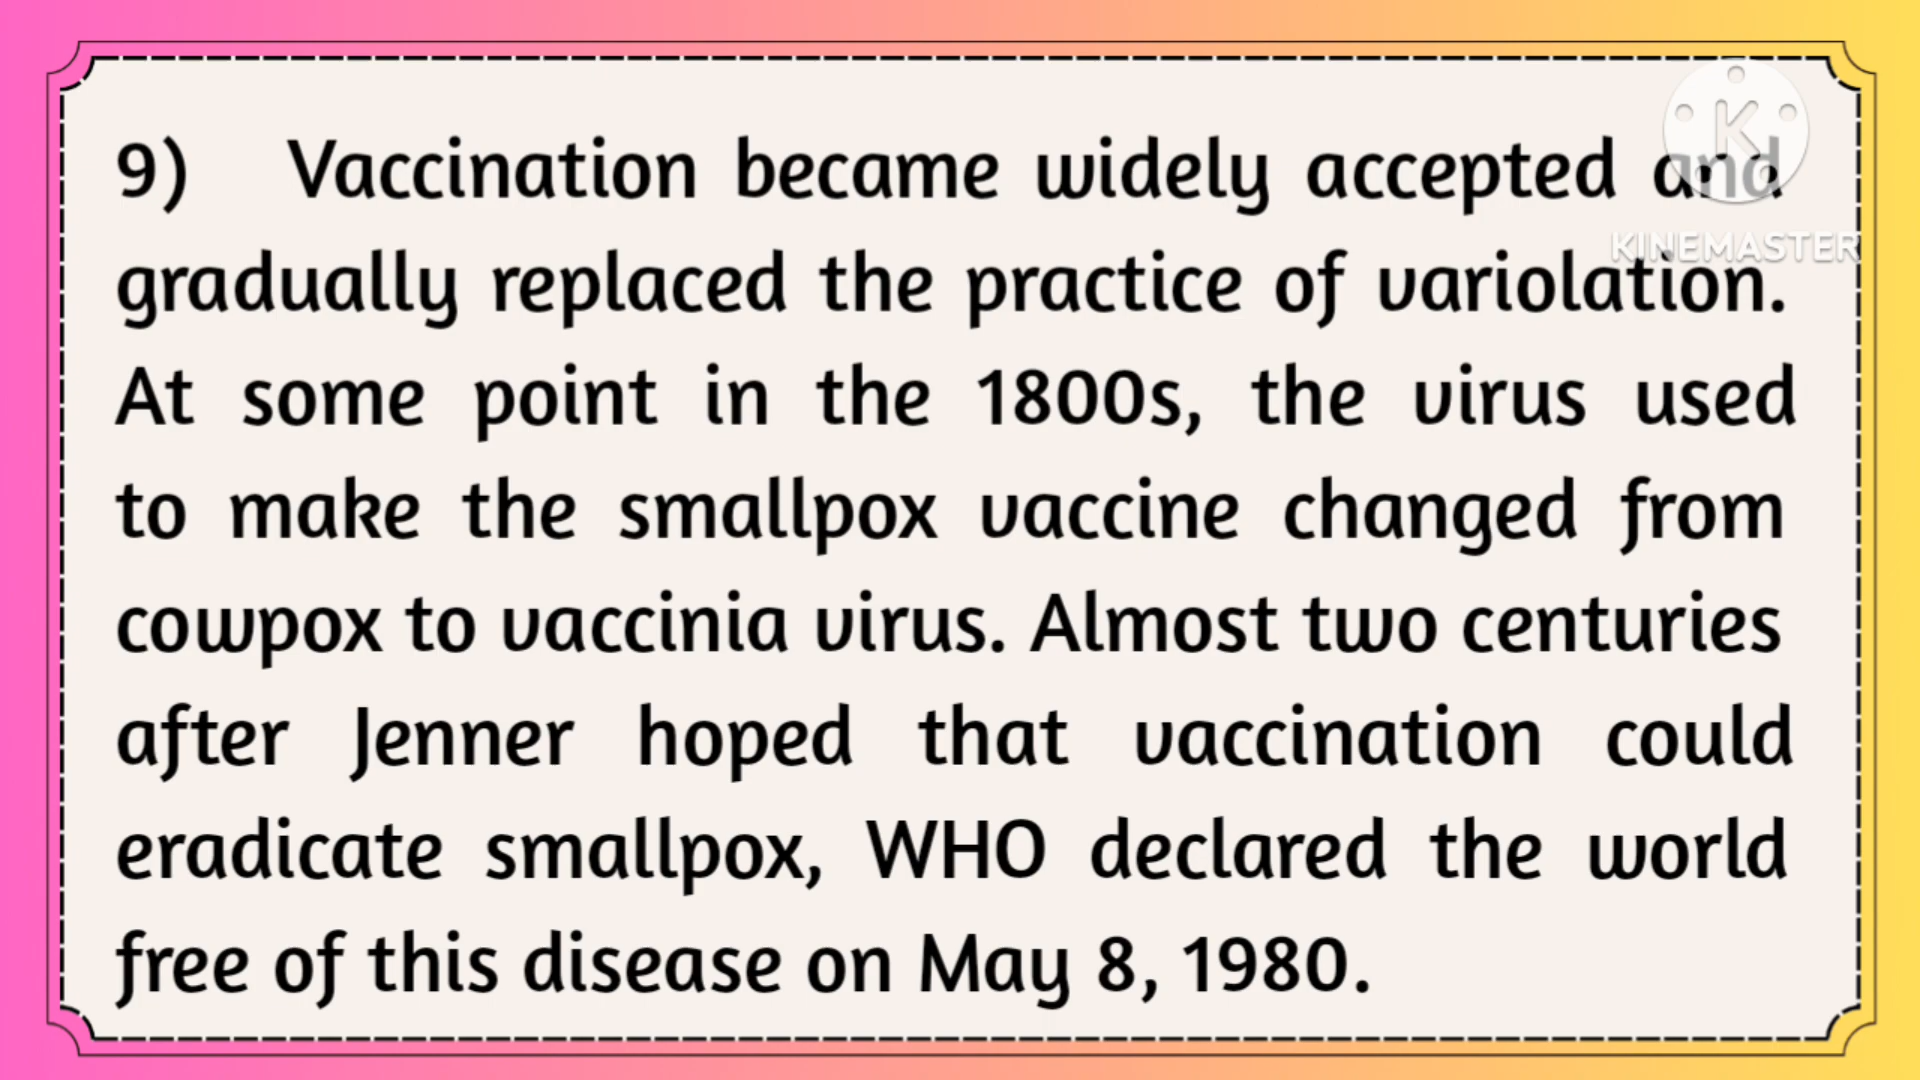 9) Vaccination became widely accepted and
gradually replaced the practice of variolation.
At some point in the 1800s, the virus used
to make the smallpox vaccine changed from
cowpox to vaccinia virus. Almost two centuries
after Jenner hoped that vaccination could
eradicate smallpox, WHO declared the world
free of this disease on May 8, 1980.
K
KINEMASTER